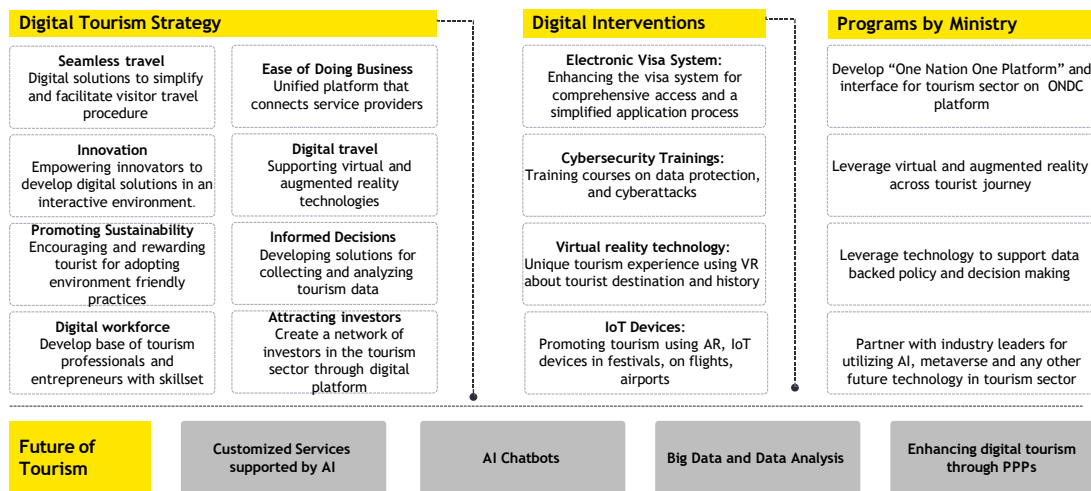 Digital Tourism Strategy
Seamless travel
Digital solutions to simplify
and facilitate visitor travel
procedure
Ease of Doing Business
Unified platform that
connects service providers
Innovation
Empowering innovators to
develop digital solutions in an
interactive environment.
Digital travel
Supporting virtual and
augmented reality
technologies
Promoting Sustainability
Encouraging and rewarding
tourist for adopting
environment friendly
practices
Informed Decisions
Developing solutions for
collecting and analyzing
tourism data
Digital workforce
Develop base of tourism
professionals and
entrepreneurs with skillset
Attracting investors
Create a network of
investors in the tourism
sector through digital
platform
Digital Interventions
Electronic Visa System:
Enhancing the visa system for
comprehensive access and a
simplified application process
Cybersecurity Trainings:
Training courses on data protection,
and cyberattacks
Virtual reality technology:
Unique tourism experience using VR
about tourist destination and history
IoT Devices:
Promoting tourism using AR, IoT
devices in festivals, on flights,
airports
Programs by Ministry
Develop “One Nation One Platform” and
interface for tourism sector on ONDC
platform
Leverage virtual and augmented reality
across tourist journey
Leverage technology to support data
backed policy and decision making
Partner with industry leaders for
utilizing AI, metaverse and any other
future technology in tourism sector
Future of
Tourism
Customized Services
supported by AI
AI Chatbots
Big Data and Data Analysis
Enhancing digital tourism
through PPPs